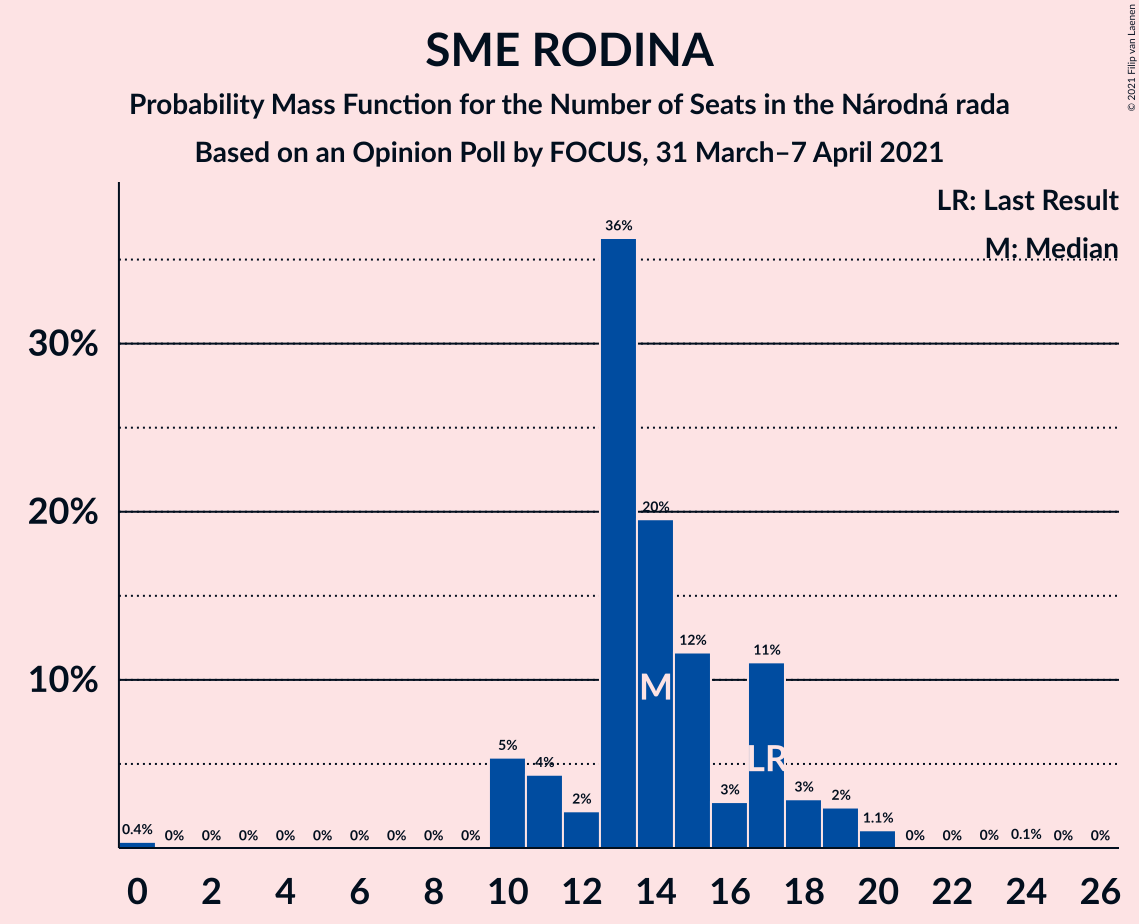 SME RODINA
Probability Mass Function for the Number of Seats in the Národná rada
Based on an Opinion Poll by FOCUS, 31 March–7 April 2021
© 2021 Filip van Laenen
LR: Last Result
M: Median
30%
20%
10%
0.4% 0% 0% 0% 0% 0% 0% 0% 0% 0% 5% 4% 2% 36% 20% 12% 3% 11% 3% 2% 1.1% 0% 0% 0% 0.1% 0% 0%
M
LR
0 2 4 6 8 10 12 14 16 18 20 22 24 26